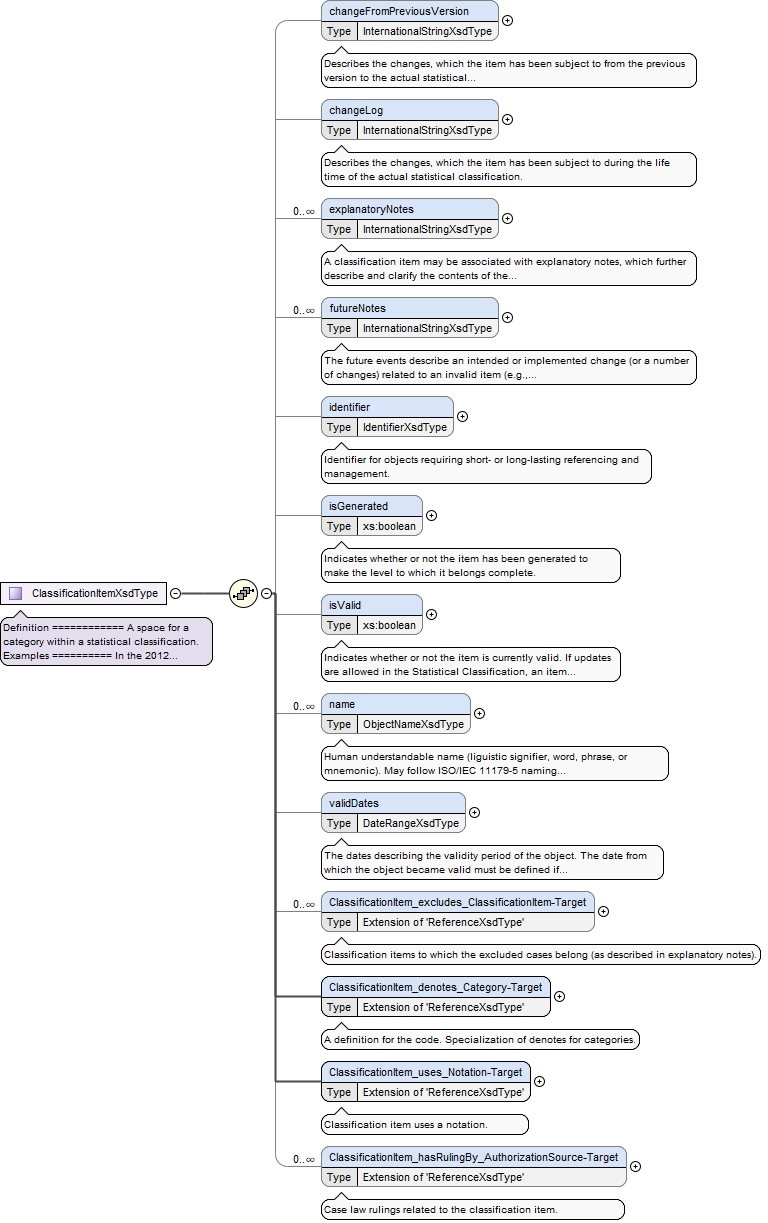 changeFromPreviousVersion
Type InternationalStringXsdType
Describes the changes, which the item has been subject to from the previous
version to the actual statistical...
changeLog
Type InternationalStringXsdType
Describes the changes, which the item has been subject to during the life
time of the actual statistical classification.
0..∞
explanatoryNotes
Type InternationalStringXsdType
A classification item may be associated with explanatory notes, which further
describe and clarify the contents of the...
0..∞
futureNotes
Type InternationalStringXsdType
The future events describe an intended or implemented change (or a number
of changes) related to an invalid item (e.g.,...
identifier
Type IdentifierXsdType
Identifier for objects requiring short- or long-lasting referencing and
management.
isGenerated
Type xs:boolean
Indicates whether or not the item has been generated to
make the level to which it belongs complete.
ClassificationItemXsdType
Definition ============ A space for a
category within a statistical classification.
Examples ========== In the 2012...
isValid
Type xs:boolean
Indicates whether or not the item is currently valid. If updates
are allowed in the Statistical Classification, an item...
0..∞
name
Type ObjectNameXsdType
Human understandable name (liguistic signifier, word, phrase, or
mnemonic). May follow ISO/IEC 11179-5 naming...
validDates
Type DateRangeXsdType
The dates describing the validity period of the object. The date from
which the object became valid must be defined if...
0..∞
ClassificationItem_excludes_ClassificationItem-Target
Type Extension of 'ReferenceXsdType'
Classification items to which the excluded cases belong (as described in explanatory notes).
ClassificationItem_denotes_Category-Target
Type Extension of 'ReferenceXsdType'
A definition for the code. Specialization of denotes for categories.
ClassificationItem_uses_Notation-Target
Type Extension of 'ReferenceXsdType'
Classification item uses a notation.
0..∞
ClassificationItem_hasRulingBy_AuthorizationSource-Target
Type Extension of 'ReferenceXsdType'
Case law rulings related to the classification item.